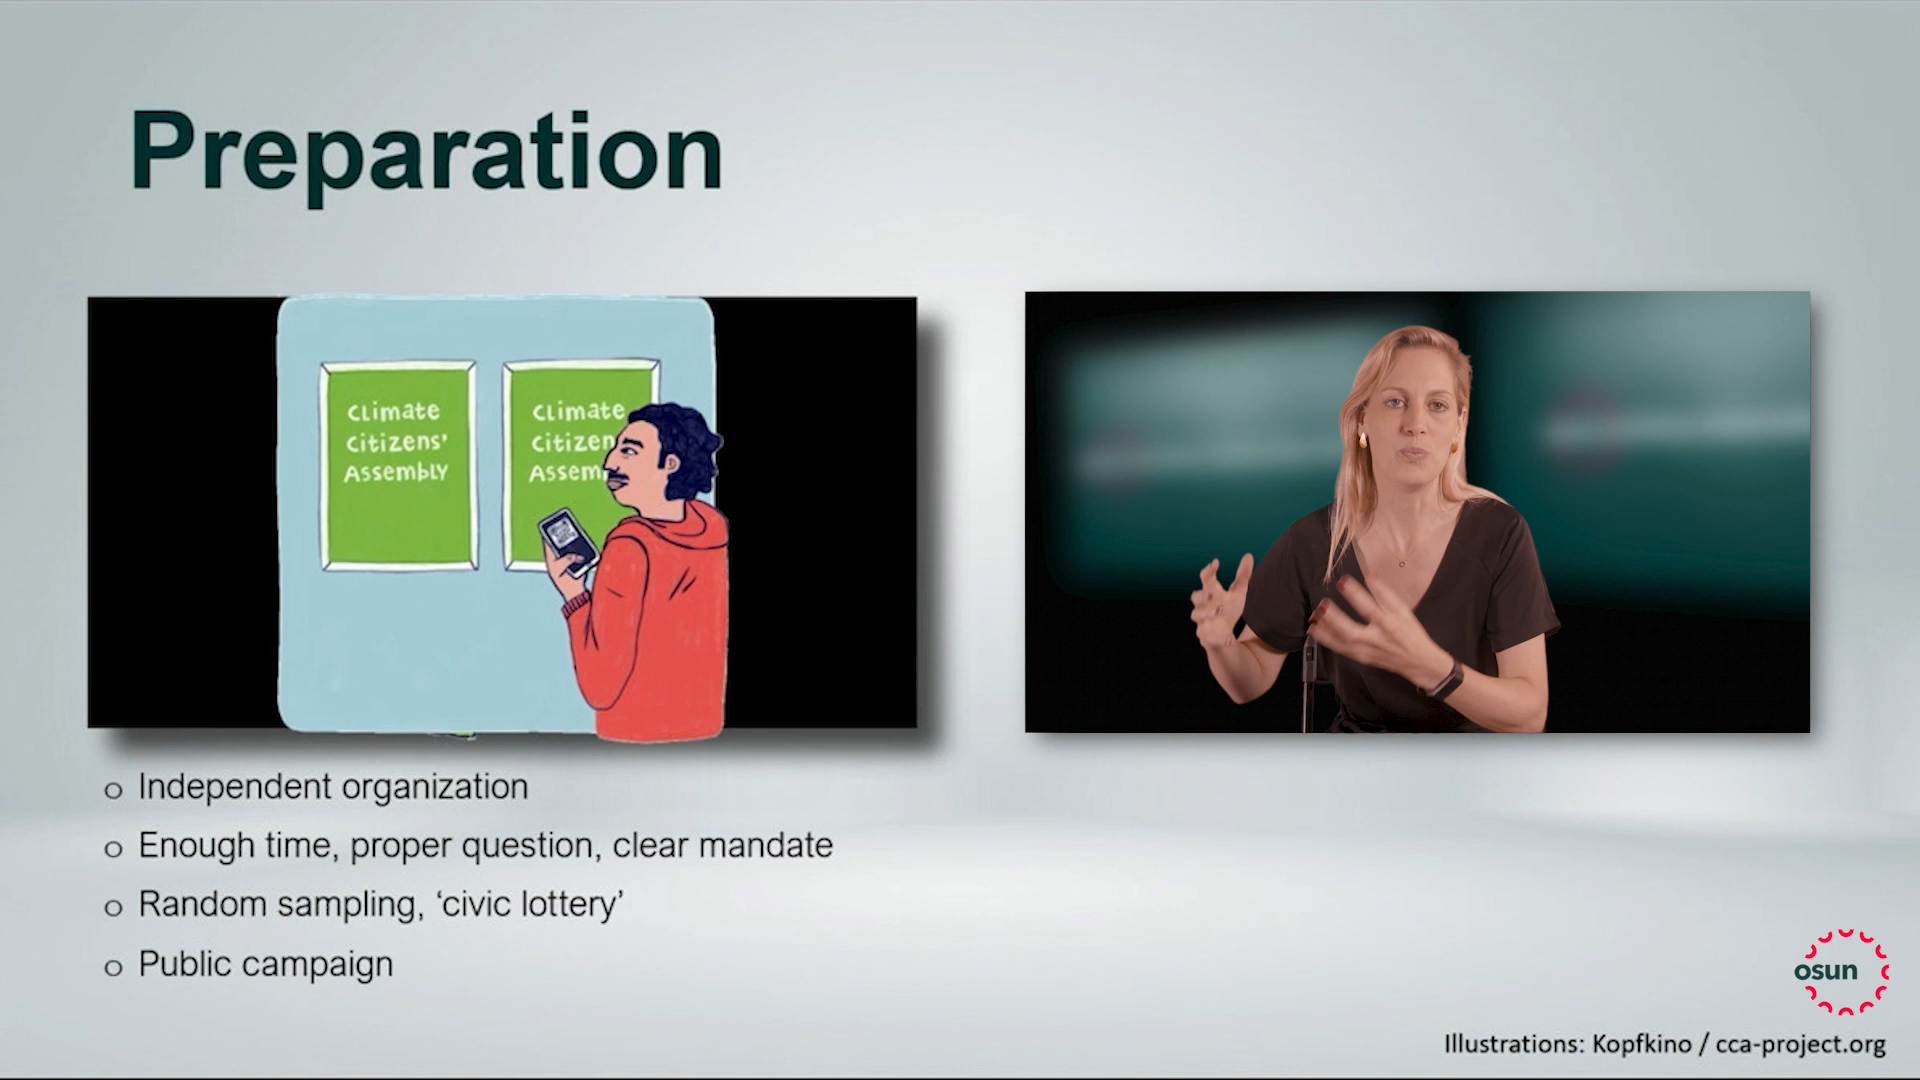 Preparation
Climate
Citizens'
Assembly
Climate
Citizen
Assem
o Independent organization
o Enough time, proper question, clear mandate
o Random sampling, ‘civic lottery’
o Public campaign
osun
Illustrations: Kopfkino / cca-project.org